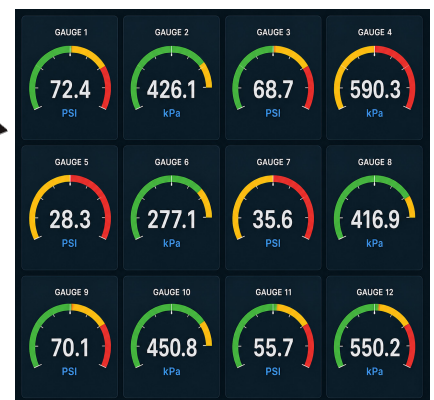 GAUGE 1 GAUGE 2 GAUGE 3 GAUGE 4
72.4 426.1 68.7 590.3
PSI kPa PSI kPa
GAUGE 5 GAUGE 6 GAUGE 7 GAUGE 8
28.3 277.1 35.6 416.9
PSI kPa PSI kPa
GAUGE 9 GAUGE 10 GAUGE 11 GAUGE 12
70.1 450.8 55.7 550.2
PSI kPa PSI kPa